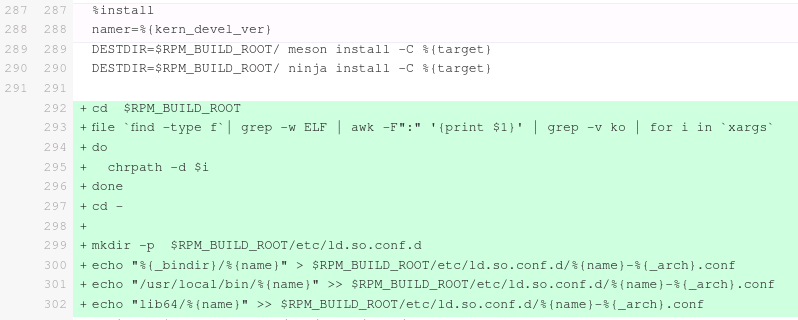 287 287 %install
288 288 namer=%{kern_devel_ver}
289 289 DESTDIR=$RPM_BUILD_ROOT/ meson install -C %{target}
290 290 DESTDIR=$RPM_BUILD_ROOT/ ninja install -C %{target}
291 291
292 + cd  $RPM_BUILD_ROOT
293 + file `find -type f`| grep -w ELF | awk -F":" '{print $1}' | grep -v ko | for i in `xargs`
294 + do
295 +   chrpath -d $i
296 + done
297 + cd -
298 +
299 + mkdir -p  $RPM_BUILD_ROOT/etc/ld.so.conf.d
300 + echo "%{_bindir}/%{name}" > $RPM_BUILD_ROOT/etc/ld.so.conf.d/%{name}-%{_arch}.conf
301 + echo "/usr/local/bin/%{name}" >> $RPM_BUILD_ROOT/etc/ld.so.conf.d/%{name}-%{_arch}.conf
302 + echo "lib64/%{name}" >> $RPM_BUILD_ROOT/etc/ld.so.conf.d/%{name}-%{_arch}.conf